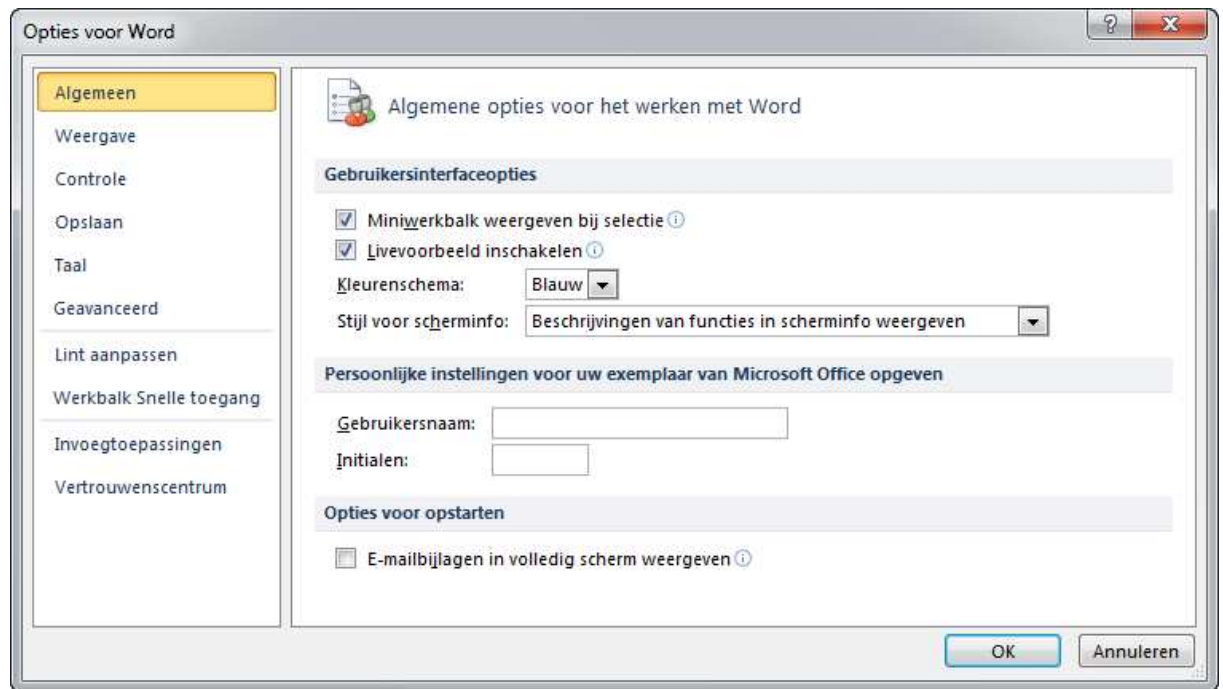 Opties voor Word
Algemeen
Weergave
Controle
Opslaan
Taal
Geavanceerd
Lint aanpassen
Werkbalk Snelle toegang
Invoegtoepassingen
Vertrouwenscentrum
Algemene opties voor het werken met Word
Gebruikersinterfaceopties
Miniwerkbalk weergeven bij selectie
Livevoorbeeld inschakelen
Kleurenschema: Blauw
Stijl voor scherminfo: Beschrijvingen van functies in scherminfo weergeven
Persoonlijke instellingen voor uw exemplaar van Microsoft Office opgeven
Gebruikersnaam:
Initialen:
Opties voor opstarten
E-mailbijlagen in volledig scherm weergeven
OK Annuleren